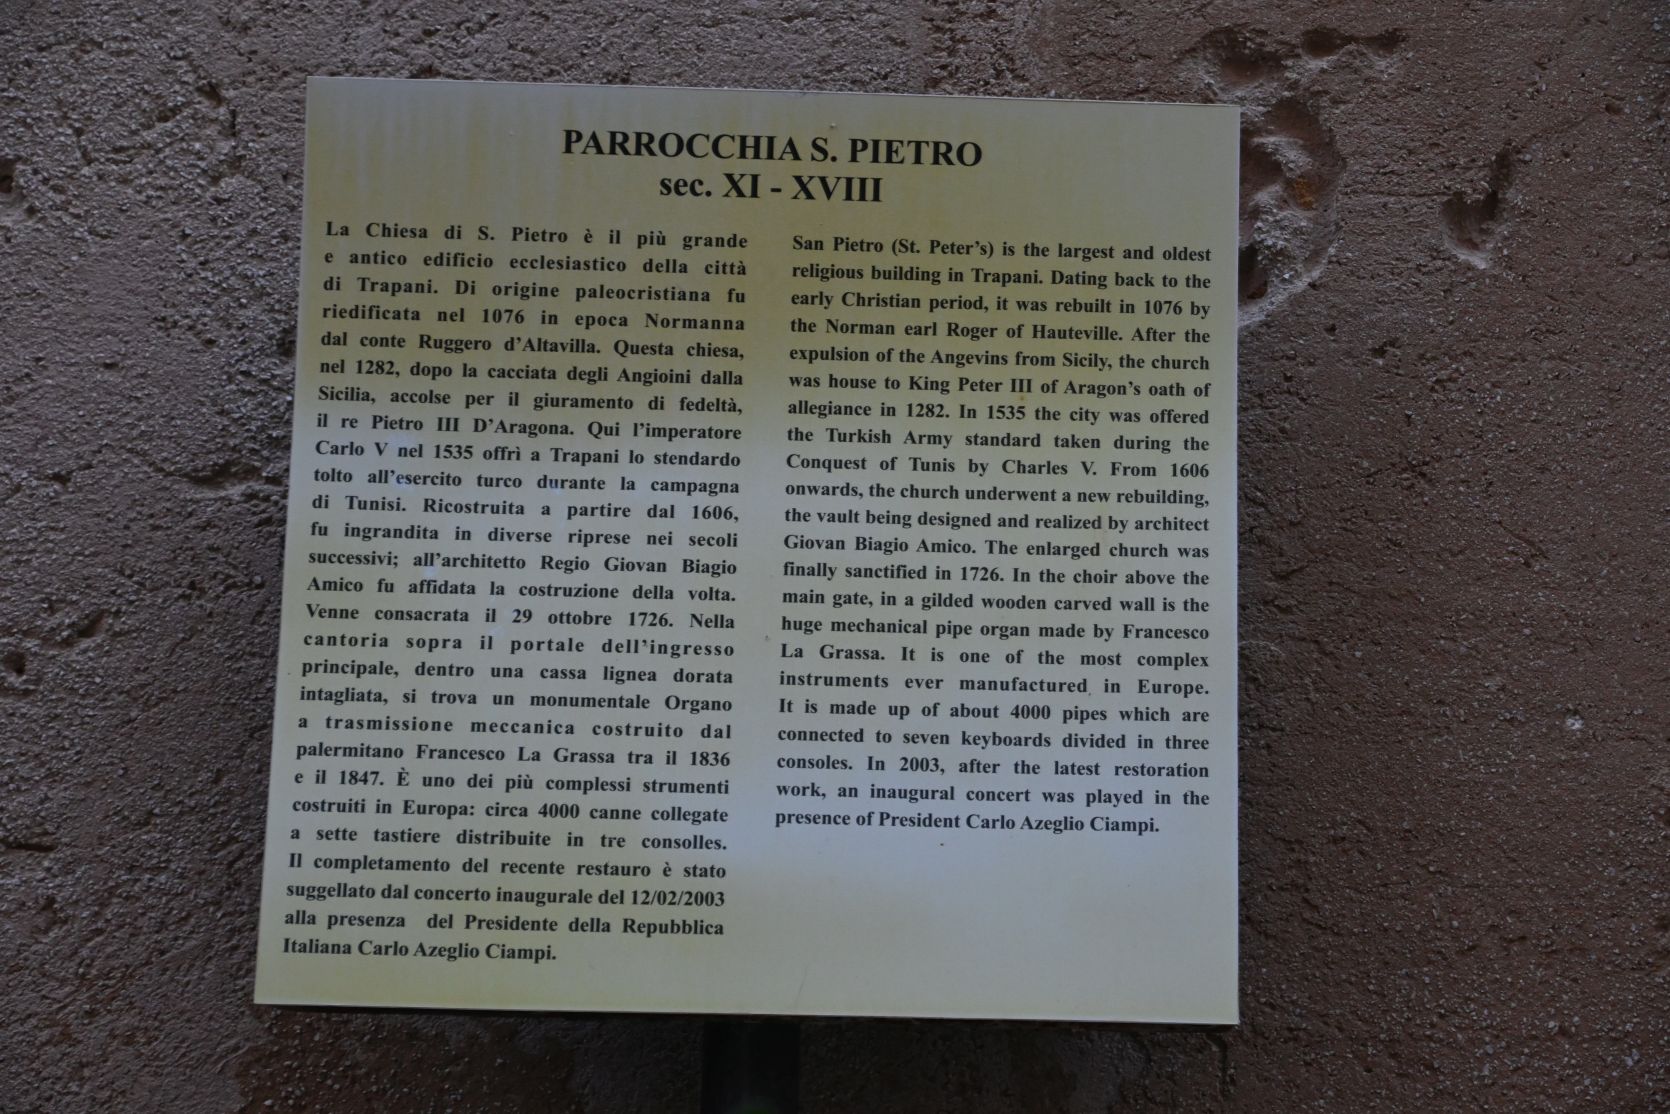 PARROCCHIA S. PIETRO
sec. XI - XVIII
La Chiesa di S. Pietro è il più grande
e antico edificio ecclesiastico della città
di Trapani. Di origine paleocristiana fu
riedificata nel 1076 in epoca Normanna
dal conte Ruggero d'Altavilla. Questa chiesa,
nel 1282, dopo la cacciata degli Angioini dalla
Sicilia, accolse per il giuramento di fedeltà,
il re Pietro III D'Aragona. Qui l'imperatore
Carlo V nel 1535 offrì a Trapani lo stendardo
tolto all'esercito turco durante la campagna
di Tunisi. Ricostruita a partire dal 1606,
fu ingrandita in diverse riprese nei secoli
successivi; all'architetto Regio Giovan Biagio
Amico fu affidata la costruzione della volta.
Venne consacrata il 29 ottobre 1726. Nella
cantoria sopra il portale dell'ingresso
principale, dentro una cassa lignea dorata
intagliata, si trova un monumentale Organo
a trasmissione meccanica costruito dal
palermitano Francesco La Grassa tra il 1836
e il 1847. È uno dei più complessi strumenti
costruiti in Europa: circa 4000 canne collegate
a sette tastiere distribuite in tre consolles.
Il completamento del recente restauro è stato
suggellato dal concerto inaugurale del 12/02/2003
alla presenza del Presidente della Repubblica
Italiana Carlo Azeglio Ciampi.
San Pietro (St. Peter's) is the largest and oldest
religious building in Trapani. Dating back to the
early Christian period, it was rebuilt in 1076 by
the Norman earl Roger of Hauteville. After the
expulsion of the Angevins from Sicily, the church
was house to King Peter III of Aragon's oath of
allegiance in 1282. In 1535 the city was offered
the Turkish Army standard taken during the
Conquest of Tunis by Charles V. From 1606
onwards, the church underwent a new rebuilding,
the vault being designed and realized by architect
Giovan Biagio Amico. The enlarged church was
finally sanctified in 1726. In the choir above the
main gate, in a gilded wooden carved wall is the
huge mechanical pipe organ made by Francesco
La Grassa. It is one of the most complex
instruments ever manufactured in Europe.
It is made up of about 4000 pipes which are
connected to seven keyboards divided in three
consoles. In 2003, after the latest restoration
work, an inaugural concert was played in the
presence of President Carlo Azeglio Ciampi.